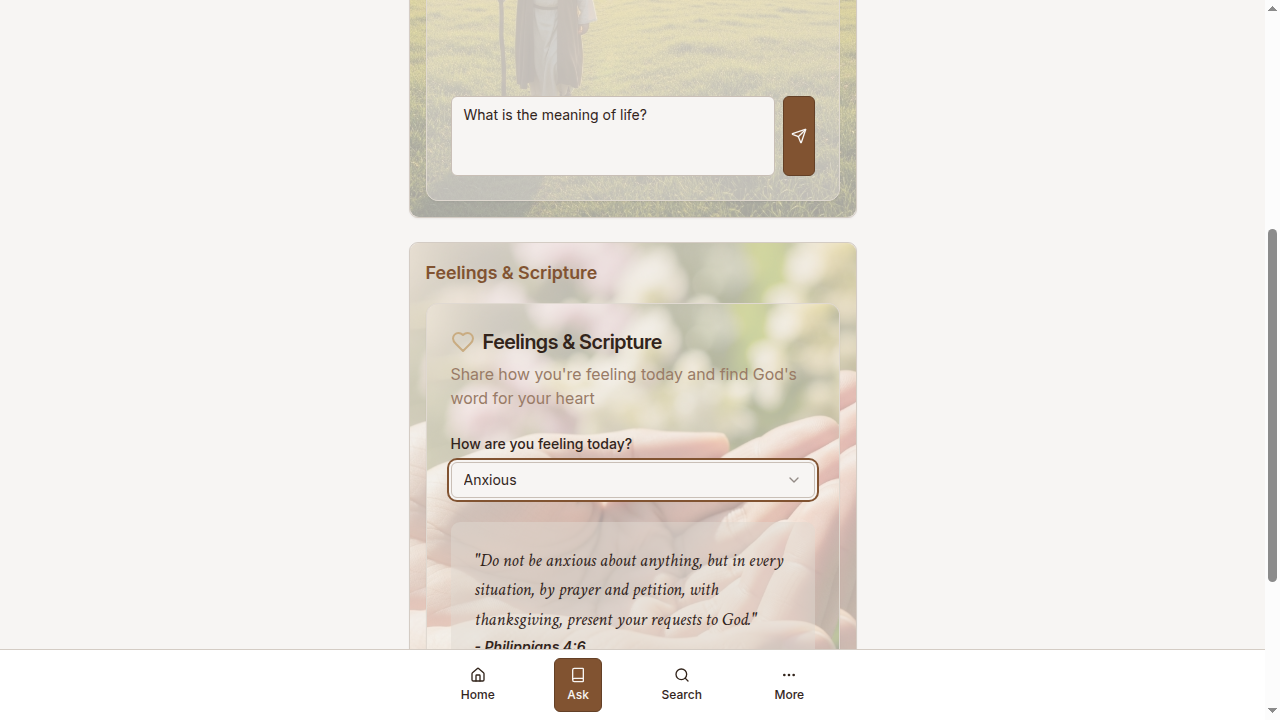 What is the meaning of life?
Feelings & Scripture
Feelings & Scripture
Share how you're feeling today and find God's
word for your heart
How are you feeling today?
Anxious
"Do not be anxious about anything, but in every
situation, by prayer and petition, with
thanksgiving, present your requests to God."
- Philippians 4:6
Home
Ask
Search
More